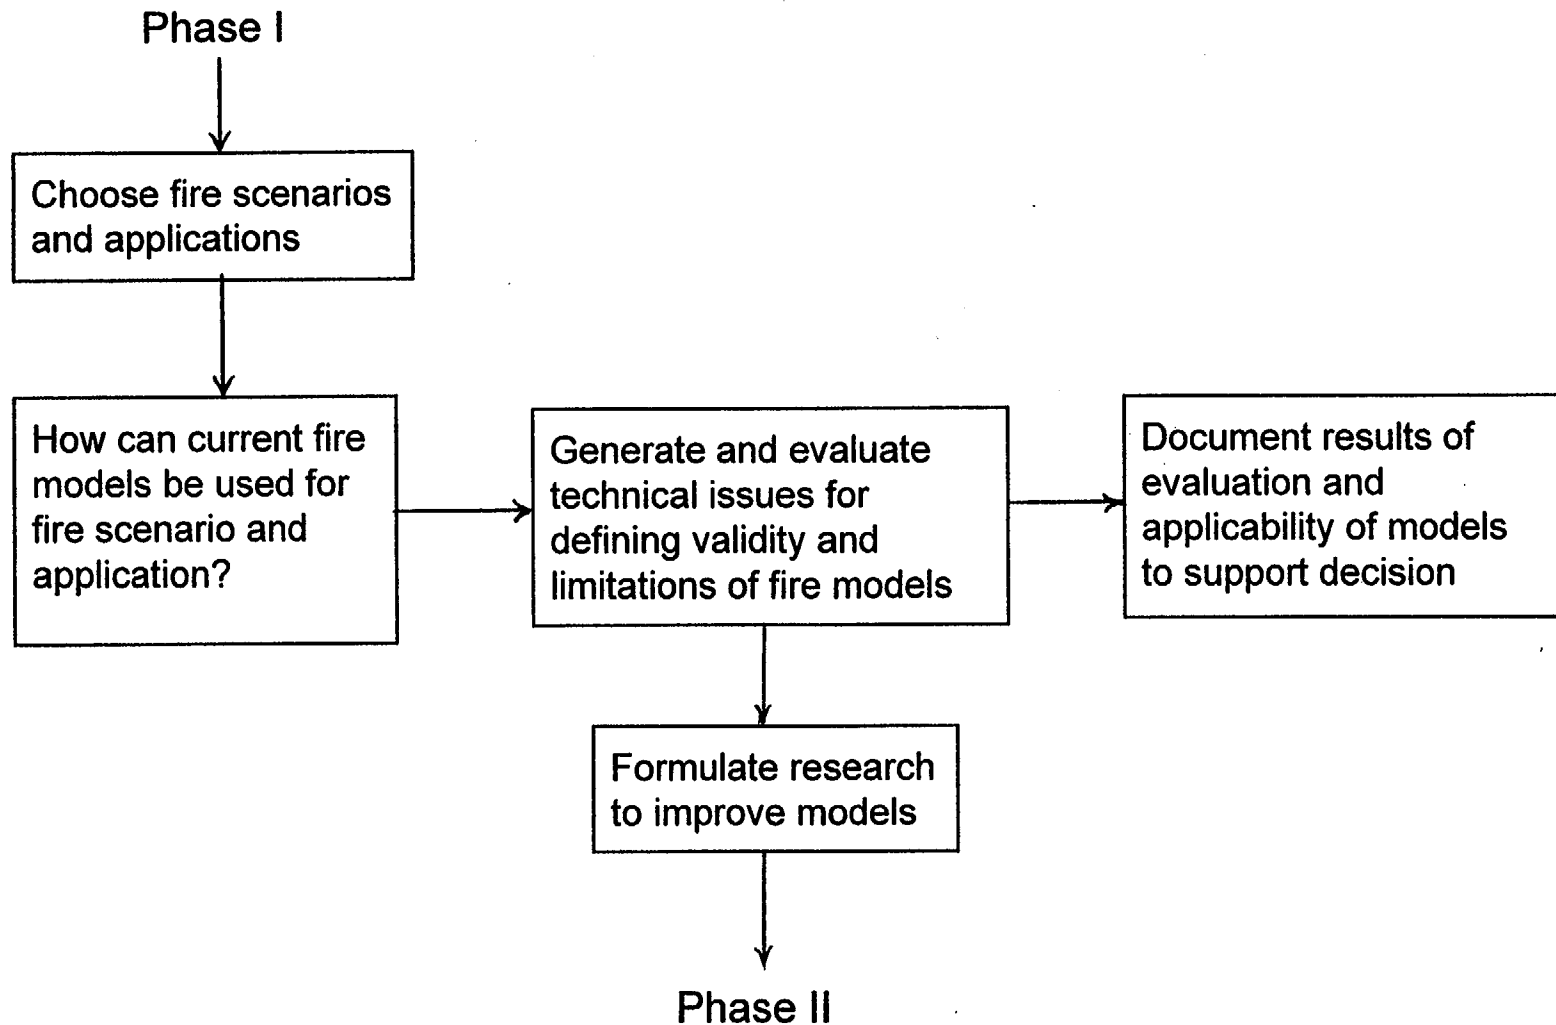 Phase I
Choose fire scenarios
and applications
How can current fire
models be used for
fire scenario and
application?
Generate and evaluate
technical issues for
defining validity and
limitations of fire models
Document results of
evaluation and
applicability of models
to support decision
Formulate research
to improve models
Phase II